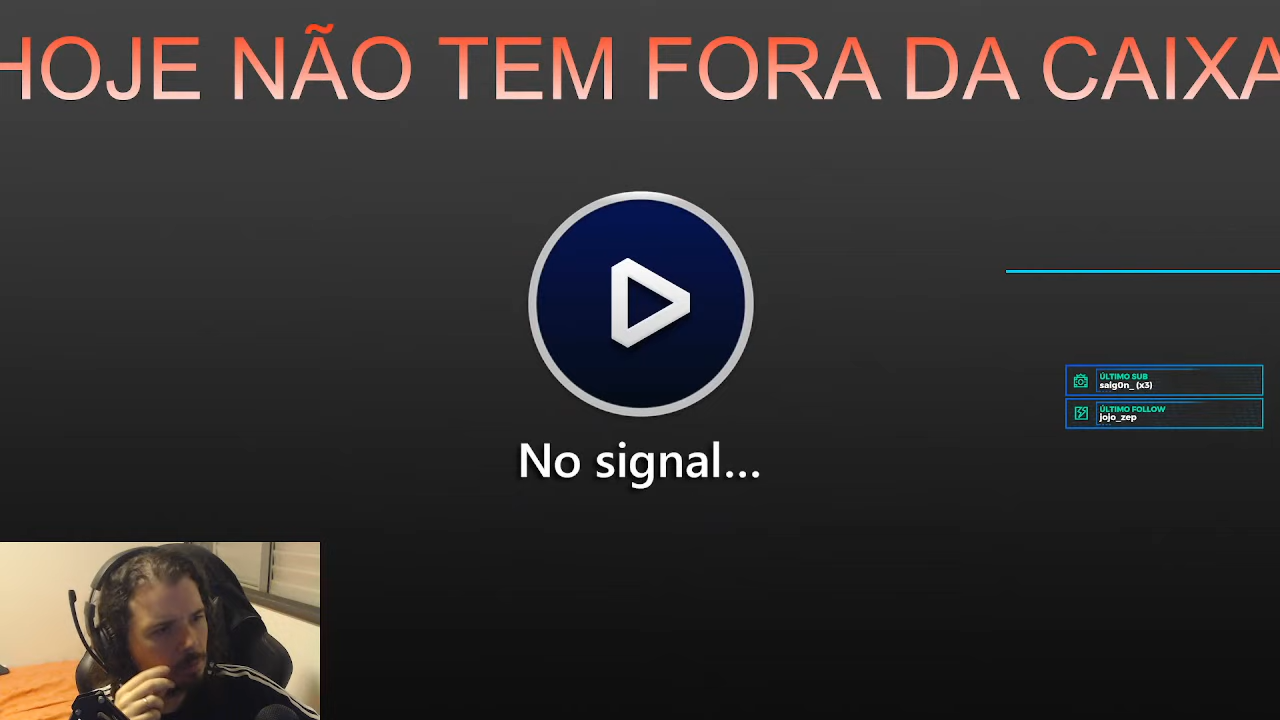 HOJE NÃO TEM FORA DA CAIXA
No signal...
ÚLTIMO SUB
salg0n_ (x3)
ÚLTIMO FOLLOW
jojo_zep